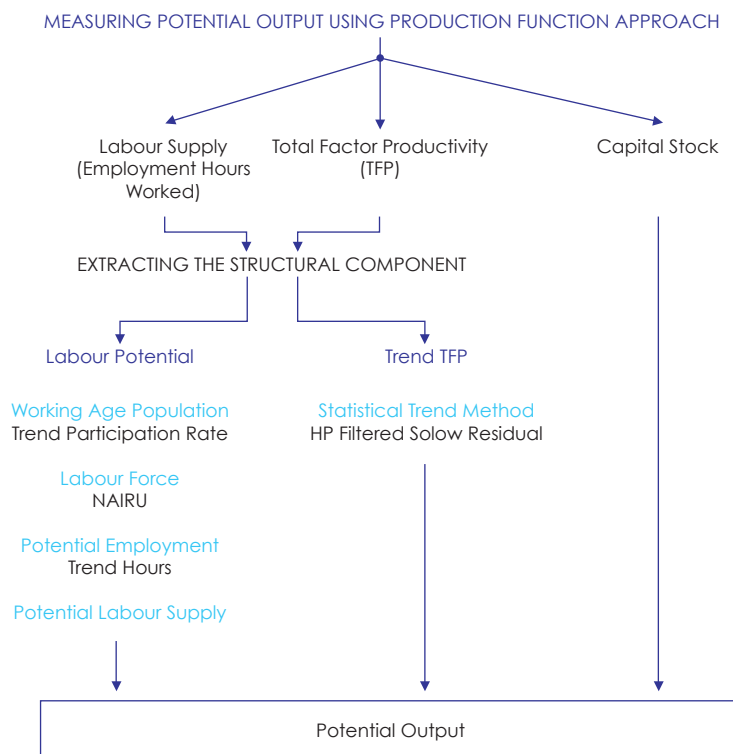 MEASURING POTENTIAL OUTPUT USING PRODUCTION FUNCTION APPROACH
Labour Supply
(Employment Hours
Worked)
Total Factor Productivity
(TFP)
Capital Stock
EXTRACTING THE STRUCTURAL COMPONENT
Labour Potential
Trend TFP
Working Age Population
Trend Participation Rate
Statistical Trend Method
HP Filtered Solow Residual
Labour Force
NAIRU
Potential Employment
Trend Hours
Potential Labour Supply
Potential Output